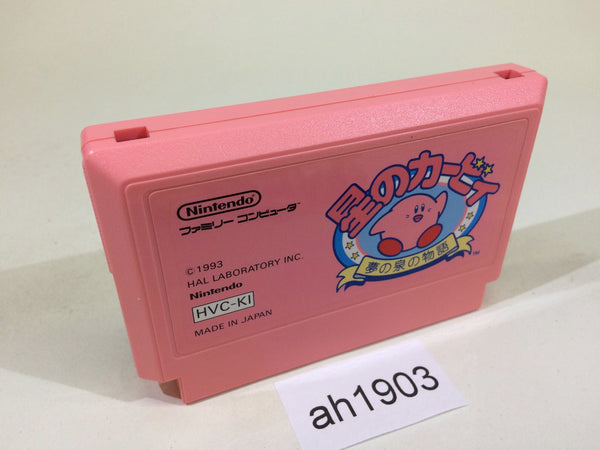 Nintendo
ファミリー コンピュータ
© 1993
HAL LABORATORY INC.
Nintendo
HVC-KI
MADE IN JAPAN
星のカービィ
夢の泉の物語
TM
ah1903